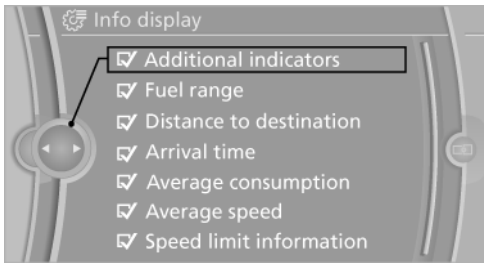 Info display
Additional indicators
Fuel range
Distance to destination
Arrival time
Average consumption
Average speed
Speed limit information